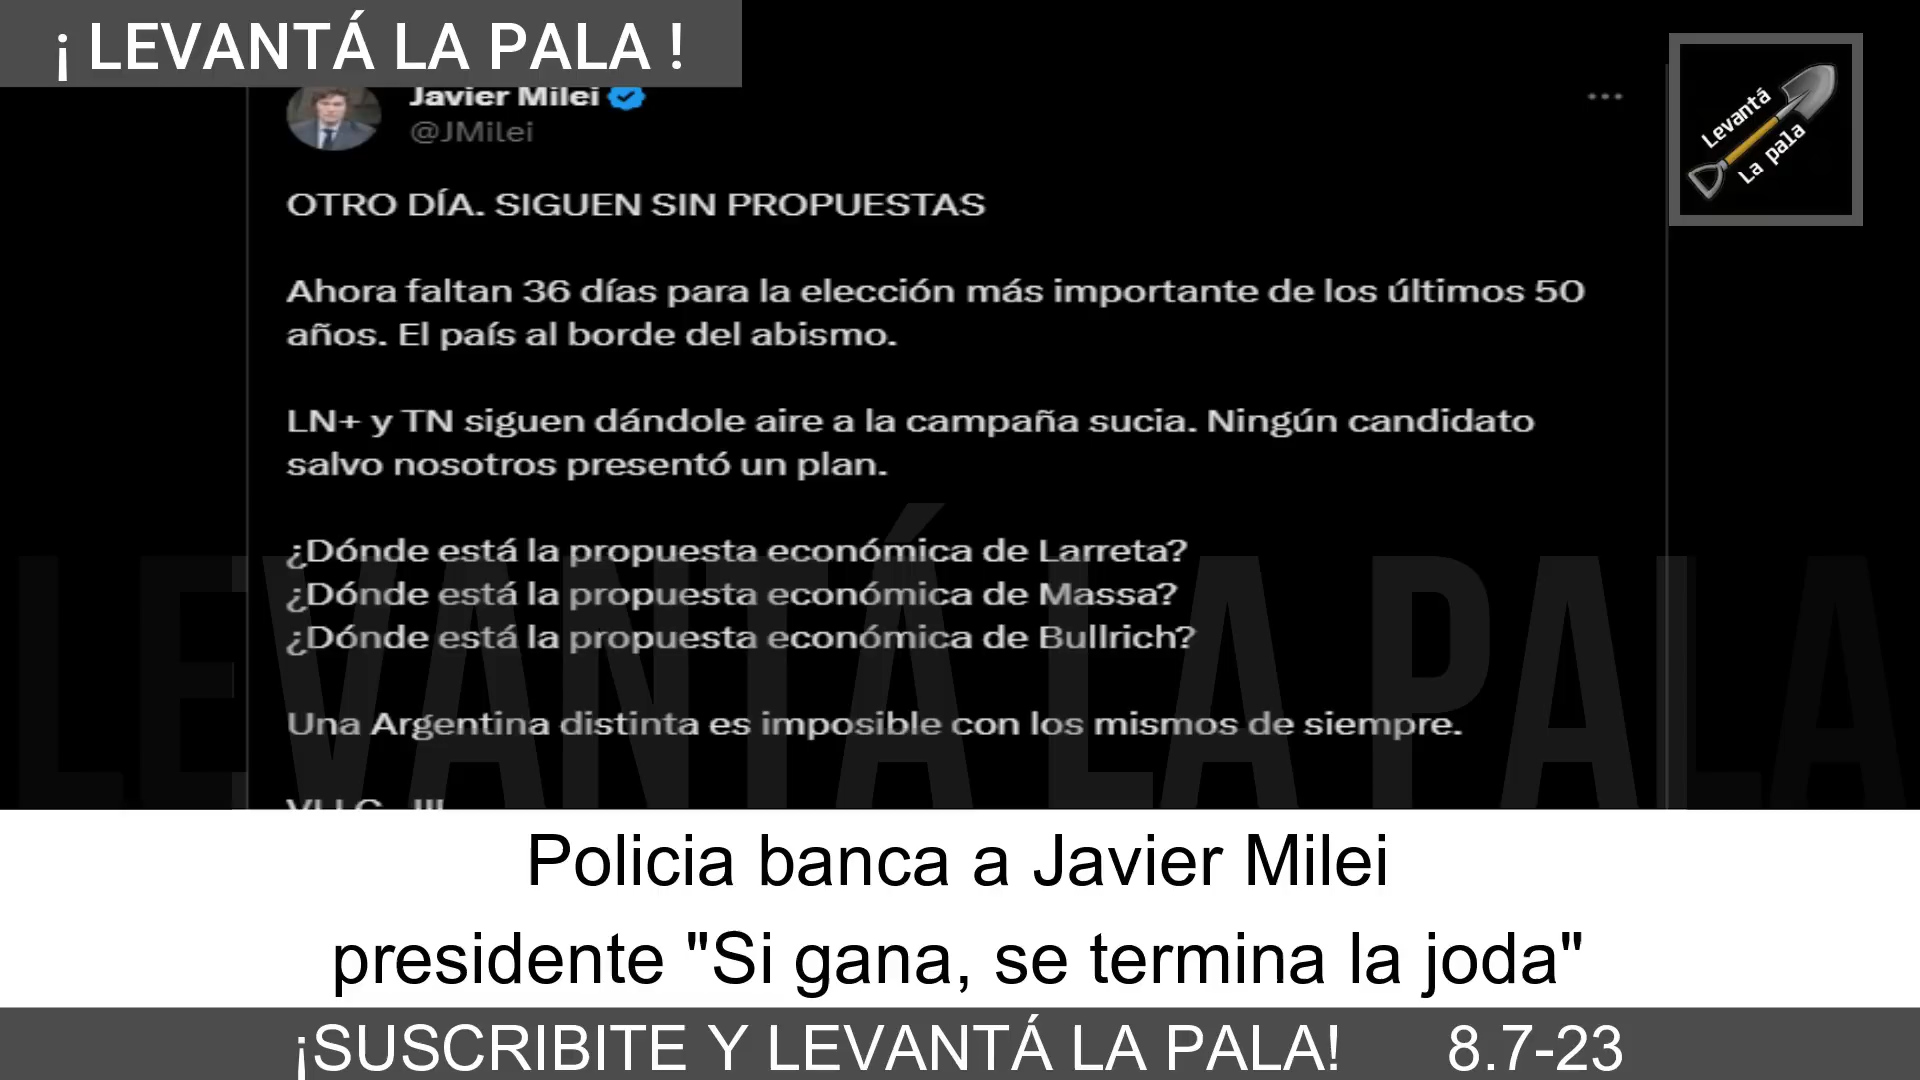 ¡ LEVANTÁ LA PALA !
Javier Milei
@JMilei
Levantá
La pala
OTRO DÍA. SIGUEN SIN PROPUESTAS
Ahora faltan 36 días para la elección más importante de los últimos 50
años. El país al borde del abismo.
LN+ y TN siguen dándole aire a la campaña sucia. Ningún candidato
salvo nosotros presentó un plan.
¿Dónde está la propuesta económica de Larreta?
¿Dónde está la propuesta económica de Massa?
¿Dónde está la propuesta económica de Bullrich?
Una Argentina distinta es imposible con los mismos de siempre.
LEVANTÁ LA PALA
Policia banca a Javier Milei
presidente "Si gana, se termina la joda"
¡SUSCRIBITE Y LEVANTÁ LA PALA! 8.7-23